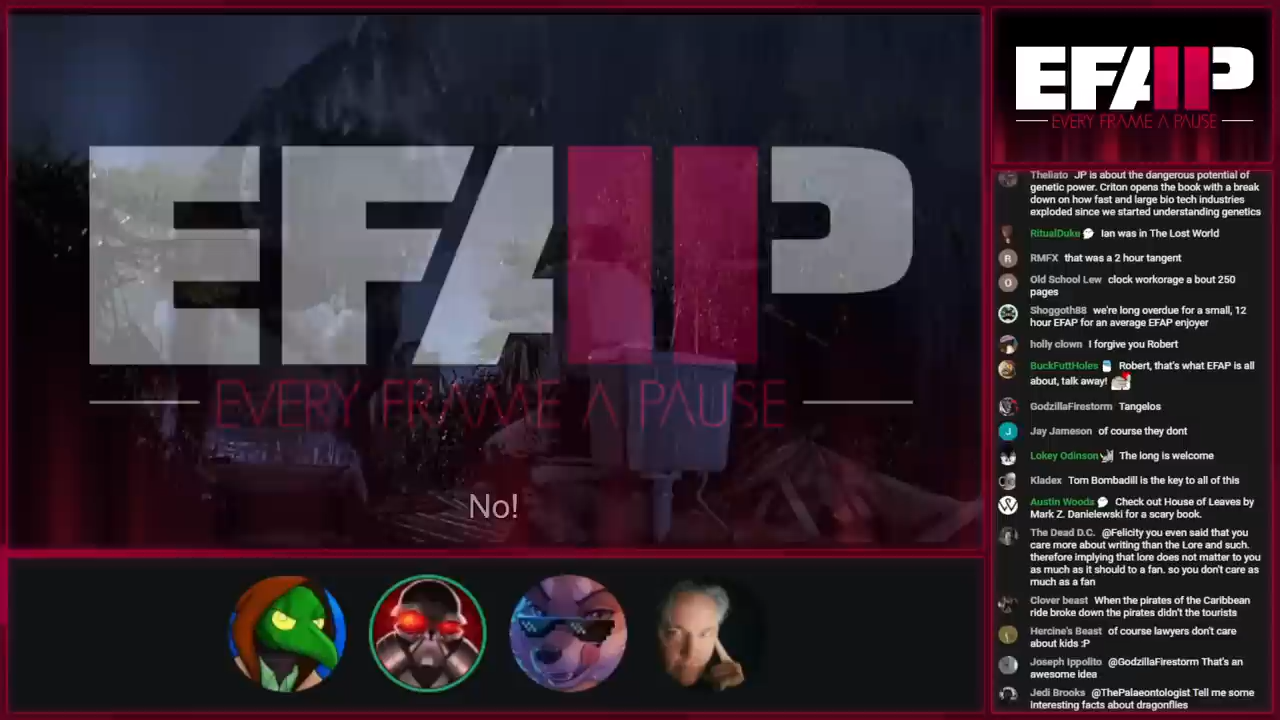 EFAP
EVERY FRAME A PAUSE
No!
EFAP
EVERY FRAME A PAUSE
Theliato JP is about the dangerous potential of
genetic power. Criton opens the book with a break
down on how fast and large bio tech industries
exploded since we started understanding genetics
RitualDuke Ian was in The Lost World
R RMFX that was a 2 hour tangent
O Old School Lew clock workorage a bout 250
pages
Shoggoth88 we're long overdue for a small, 12
hour EFAP for an average EFAP enjoyer
holly clown I forgive you Robert
BuckFuttHoles Robert, that's what EFAP is all
about, talk away!
GodzillaFirestorm Tangelos
J Jay Jameson of course they dont
Lokey Odinson The long is welcome
Kladex Tom Bombadill is the key to all of this
Austin Woods Check out House of Leaves by
Mark Z. Danielewski for a scary book.
The Dead D.C. @Felicity you even said that you
care more about writing than the Lore and such.
therefore implying that lore does not matter to you
as much as it should to a fan. so you don't care as
much as a fan
Clover beast When the pirates of the Caribbean
ride broke down the pirates didn't the tourists
Hercine's Beast of course lawyers don't care
about kids :P
Joseph Ippolito @GodzillaFirestorm That's an
awesome idea
Jedi Brooks @ThePalaeontologist Tell me some
interesting facts about dragonflies